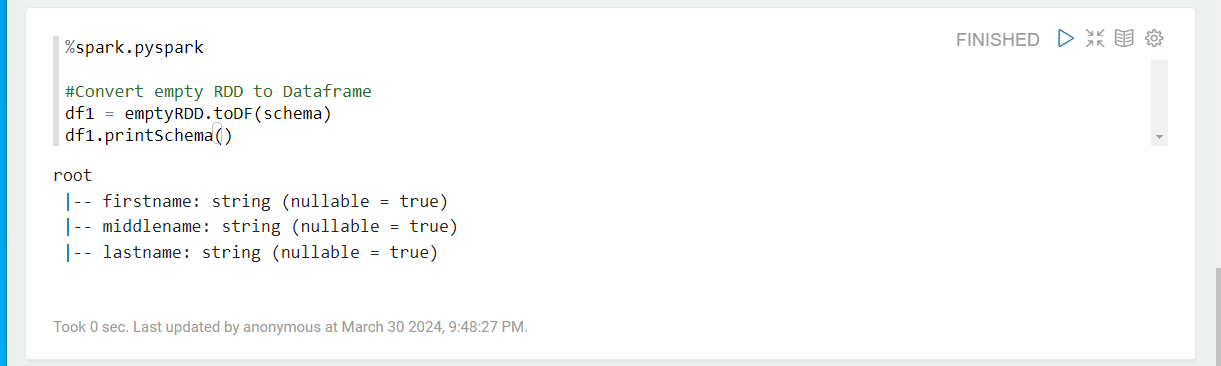 FINISHED
%spark.pyspark
#Convert empty RDD to Dataframe
df1 = emptyRDD.toDF(schema)
df1.printSchema()
root
 |-- firstname: string (nullable = true)
 |-- middlename: string (nullable = true)
 |-- lastname: string (nullable = true)
Took 0 sec. Last updated by anonymous at March 30 2024, 9:48:27 PM.